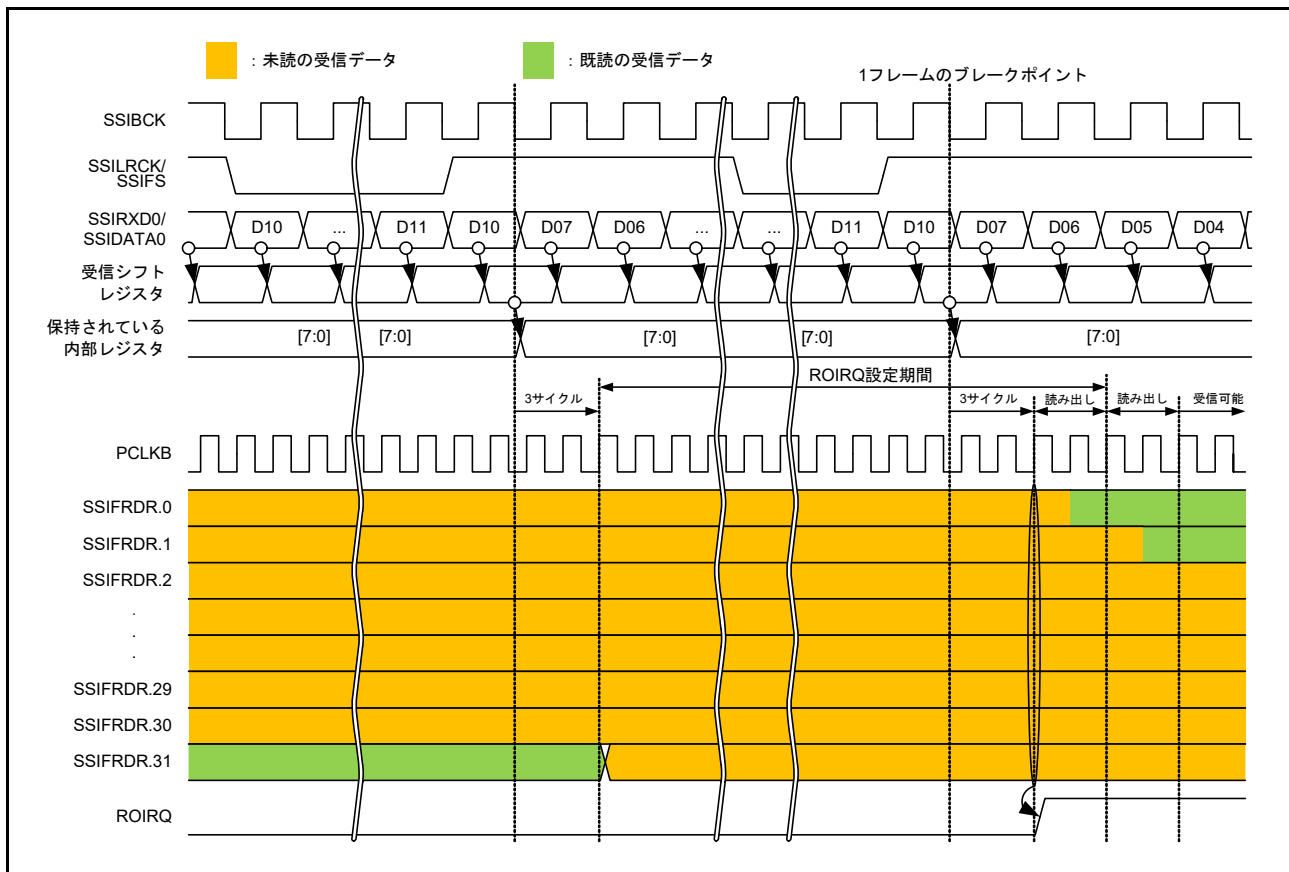 ：未読の受信データ
：既読の受信データ
1フレームのブレークポイント
SSIBCK
SSILRCK/
SSIFS
SSIRXD0/
SSIDATA0
D10
...
D11
D10
D07
D06
...
...
D11
D10
D07
D06
D05
D04
受信シフト
レジスタ
保持されている
内部レジスタ
[7:0]
[7:0]
[7:0]
[7:0]
[7:0]
ROIRQ設定期間
3サイクル
3サイクル
読み出し
読み出し
受信可能
PCLKB
SSIFRDR.0
SSIFRDR.1
SSIFRDR.2
.
.
.
SSIFRDR.29
SSIFRDR.30
SSIFRDR.31
ROIRQ